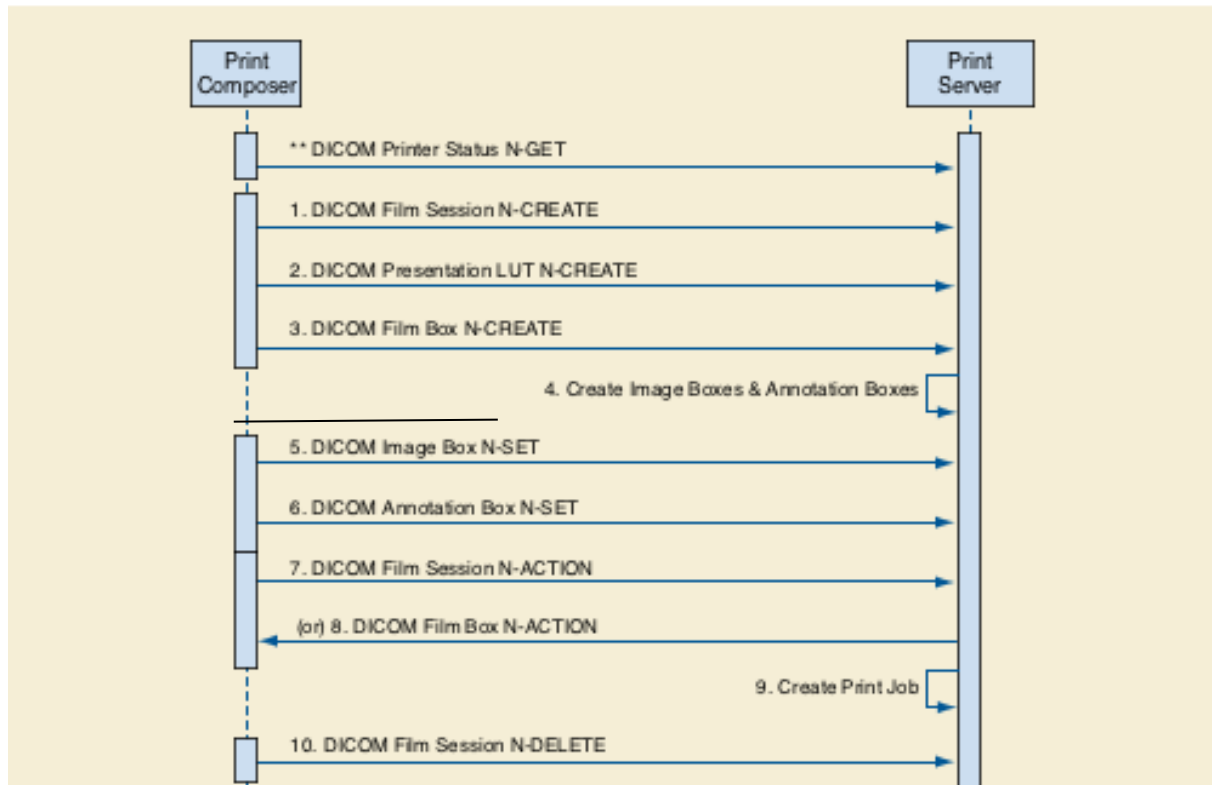 Print
Composer
Print
Server
** DICOM Printer Status N-GET
1. DICOM Film Session N-CREATE
2. DICOM Presentation LUT N-CREATE
3. DICOM Film Box N-CREATE
4. Create Image Boxes & Annotation Boxes
5. DICOM Image Box N-SET
6. DICOM Annotation Box N-SET
7. DICOM Film Session N-ACTION
(or) 8. DICOM Film Box N-ACTION
9. Create Print Job
10. DICOM Film Session N-DELETE